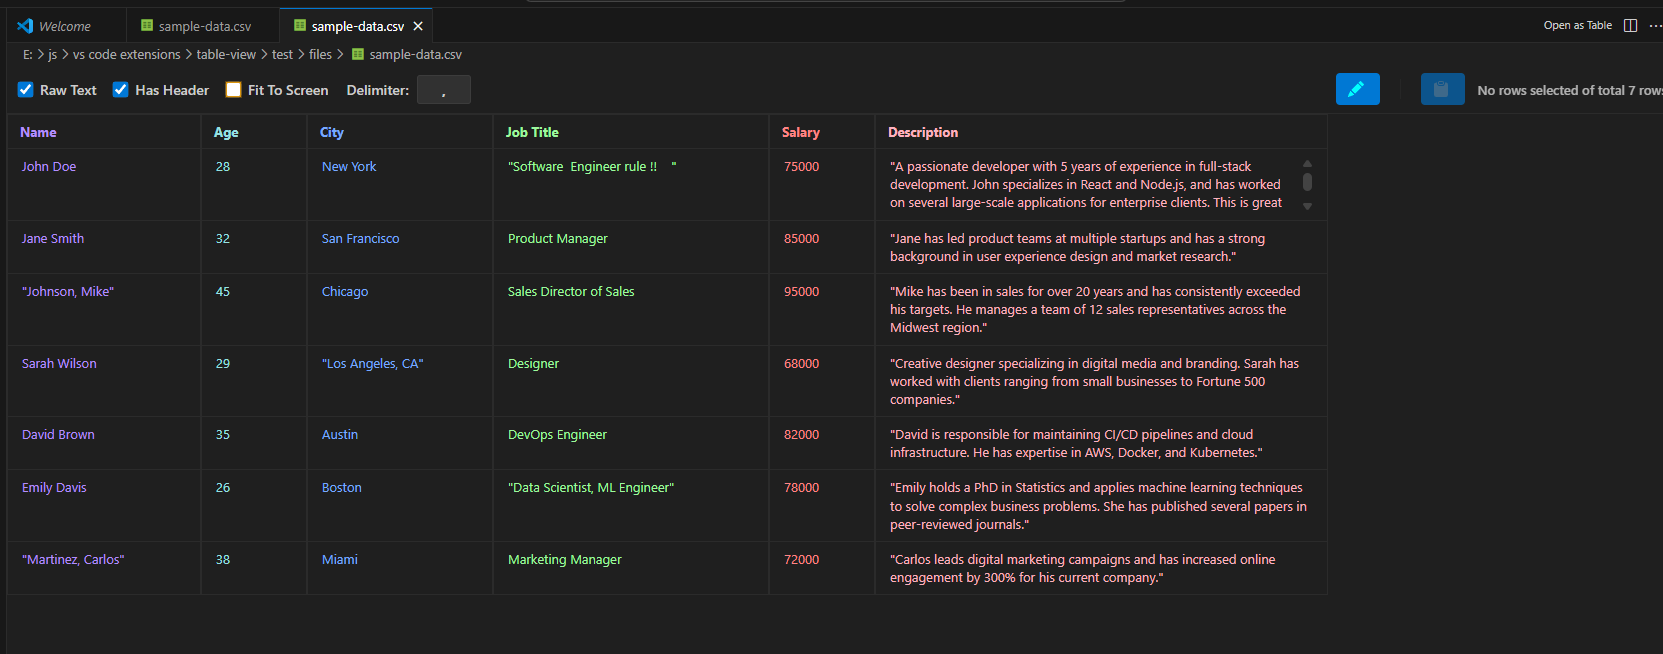 Welcome sample-data.csv sample-data.csv Open as Table
E: js vs code extensions table-view test files sample-data.csv
Raw Text Has Header Fit To Screen Delimiter: , No rows selected of total 7 rows
Name Age City Job Title Salary Description
John Doe 28 New York "Software  Engineer rule !!    " 75000 "A passionate developer with 5 years of experience in full-stack
development. John specializes in React and Node.js, and has worked
on several large-scale applications for enterprise clients. This is great
Jane Smith 32 San Francisco Product Manager 85000 "Jane has led product teams at multiple startups and has a strong
background in user experience design and market research."
"Johnson, Mike" 45 Chicago Sales Director of Sales 95000 "Mike has been in sales for over 20 years and has consistently exceeded
his targets. He manages a team of 12 sales representatives across the
Midwest region."
Sarah Wilson 29 "Los Angeles, CA" Designer 68000 "Creative designer specializing in digital media and branding. Sarah has
worked with clients ranging from small businesses to Fortune 500
companies."
David Brown 35 Austin DevOps Engineer 82000 "David is responsible for maintaining CI/CD pipelines and cloud
infrastructure. He has expertise in AWS, Docker, and Kubernetes."
Emily Davis 26 Boston "Data Scientist, ML Engineer" 78000 "Emily holds a PhD in Statistics and applies machine learning techniques
to solve complex business problems. She has published several papers in
peer-reviewed journals."
"Martinez, Carlos" 38 Miami Marketing Manager 72000 "Carlos leads digital marketing campaigns and has increased online
engagement by 300% for his current company."